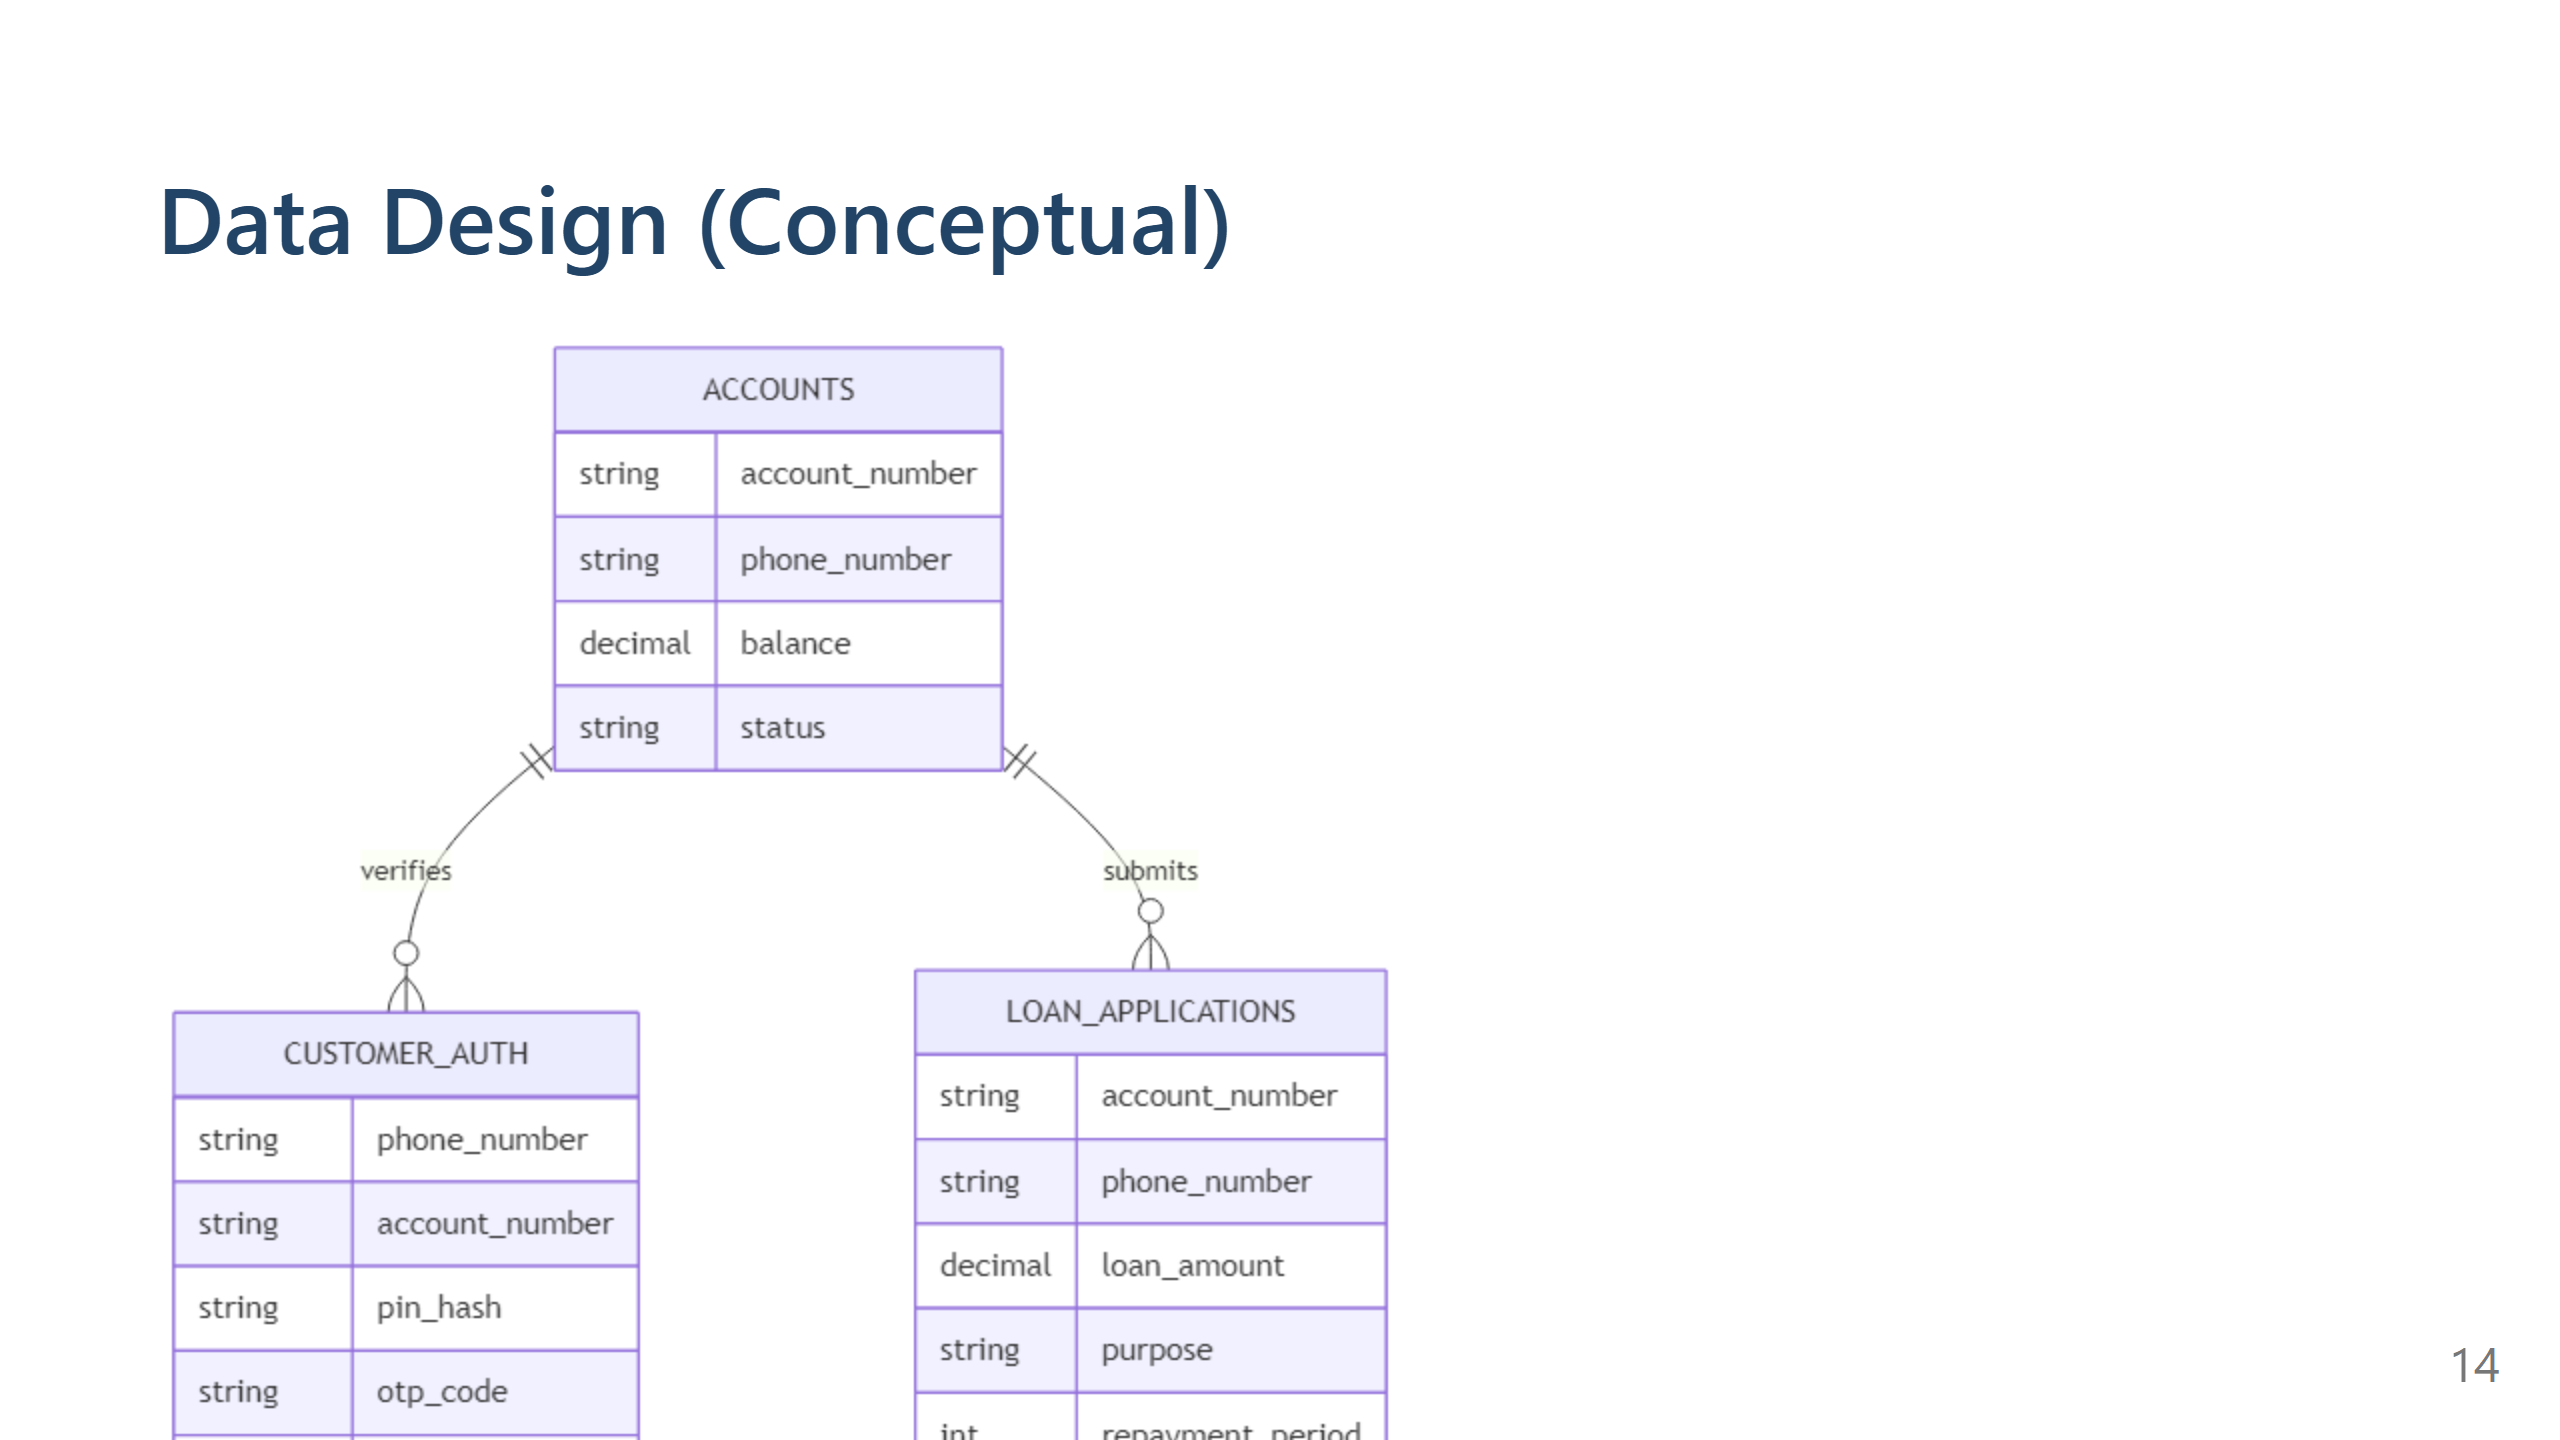 Data Design (Conceptual)
ACCOUNTS
string account_number
string phone_number
decimal balance
string status
verifies
submits
CUSTOMER_AUTH
string phone_number
string account_number
string pin_hash
string otp_code
LOAN_APPLICATIONS
string account_number
string phone_number
decimal loan_amount
string purpose
int repayment_period
14